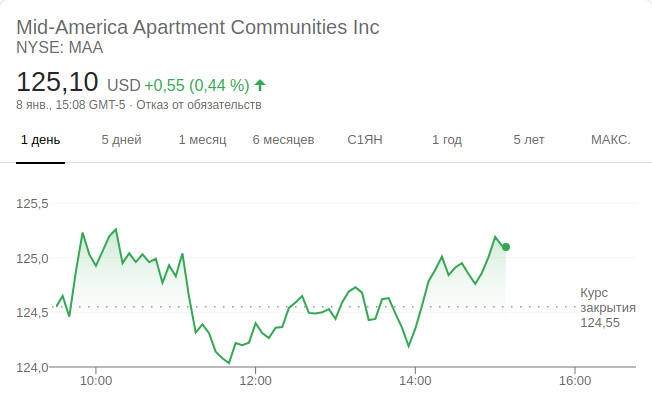 Mid-America Apartment Communities Inc
NYSE: MAA
125,10 USD +0,55 (0,44 %)
8 янв., 15:08 GMT-5 · Отказ от обязательств
1 день 5 дней 1 месяц 6 месяцев С1ЯН 1 год 5 лет МАКС.
125,5
125,0
124,5
124,0
Курс
закрытия
124,55
10:00 12:00 14:00 16:00